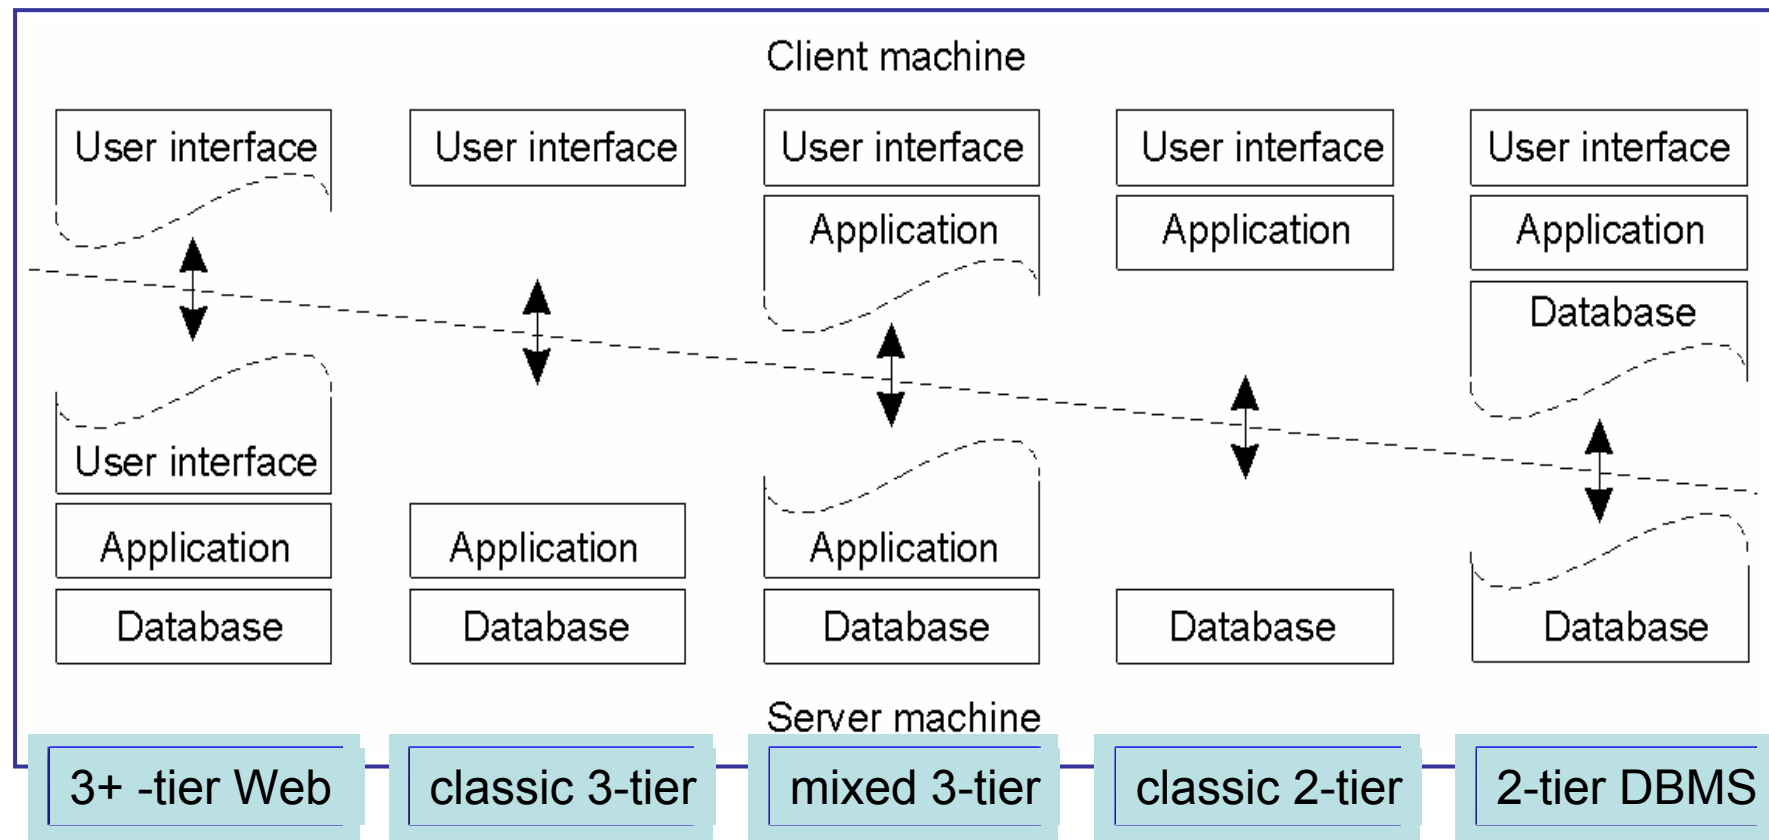 Client machine
User interface User interface User interface User interface User interface
Application Application Application
Database
User interface
Application Application Application
Database Database Database Database Database
Server machine
3+ -tier Web classic 3-tier mixed 3-tier classic 2-tier 2-tier DBMS